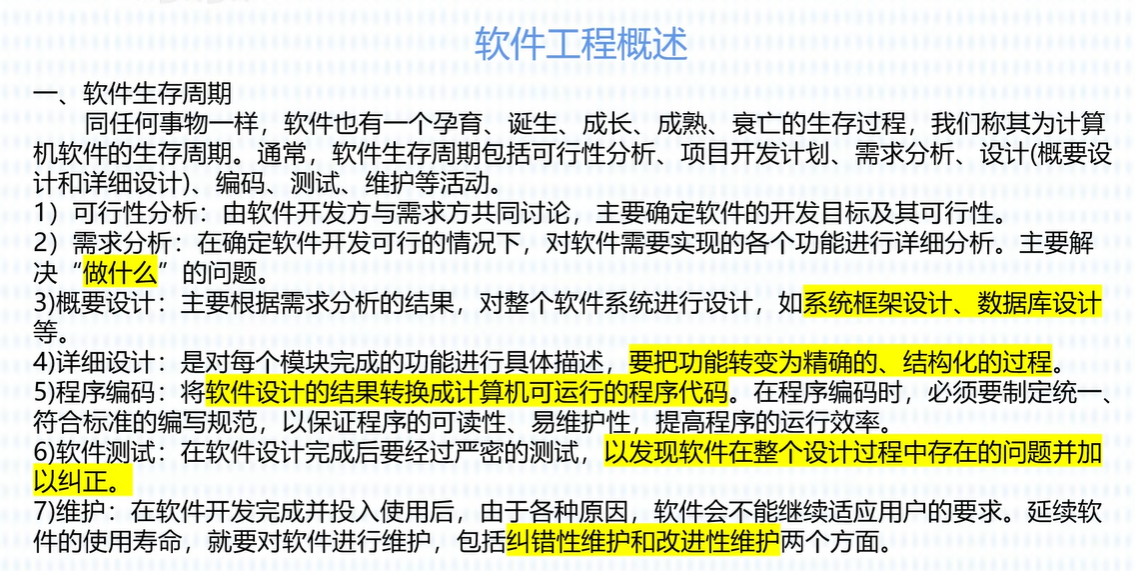 软件工程概述
一、软件生存周期
同任何事物一样，软件也有一个孕育、诞生、成长、成熟、衰亡的生存过程，我们称其为计算
机软件的生存周期。通常，软件生存周期包括可行性分析、项目开发计划、需求分析、设计(概要设
计和详细设计)、编码、测试、维护等活动。
1）可行性分析：由软件开发方与需求方共同讨论，主要确定软件的开发目标及其可行性。
2）需求分析：在确定软件开发可行的情况下，对软件需要实现的各个功能进行详细分析。主要解
决“做什么”的问题。
3)概要设计：主要根据需求分析的结果，对整个软件系统进行设计，如系统框架设计、数据库设计
等。
4)详细设计：是对每个模块完成的功能进行具体描述，要把功能转变为精确的、结构化的过程。
5)程序编码：将软件设计的结果转换成计算机可运行的程序代码。在程序编码时，必须要制定统一、
符合标准的编写规范，以保证程序的可读性、易维护性，提高程序的运行效率。
6)软件测试：在软件设计完成后要经过严密的测试，以发现软件在整个设计过程中存在的问题并加
以纠正。
7)维护：在软件开发完成并投入使用后，由于各种原因，软件会不能继续适应用户的要求。延续软
件的使用寿命，就要对软件进行维护，包括纠错性维护和改进性维护两个方面。